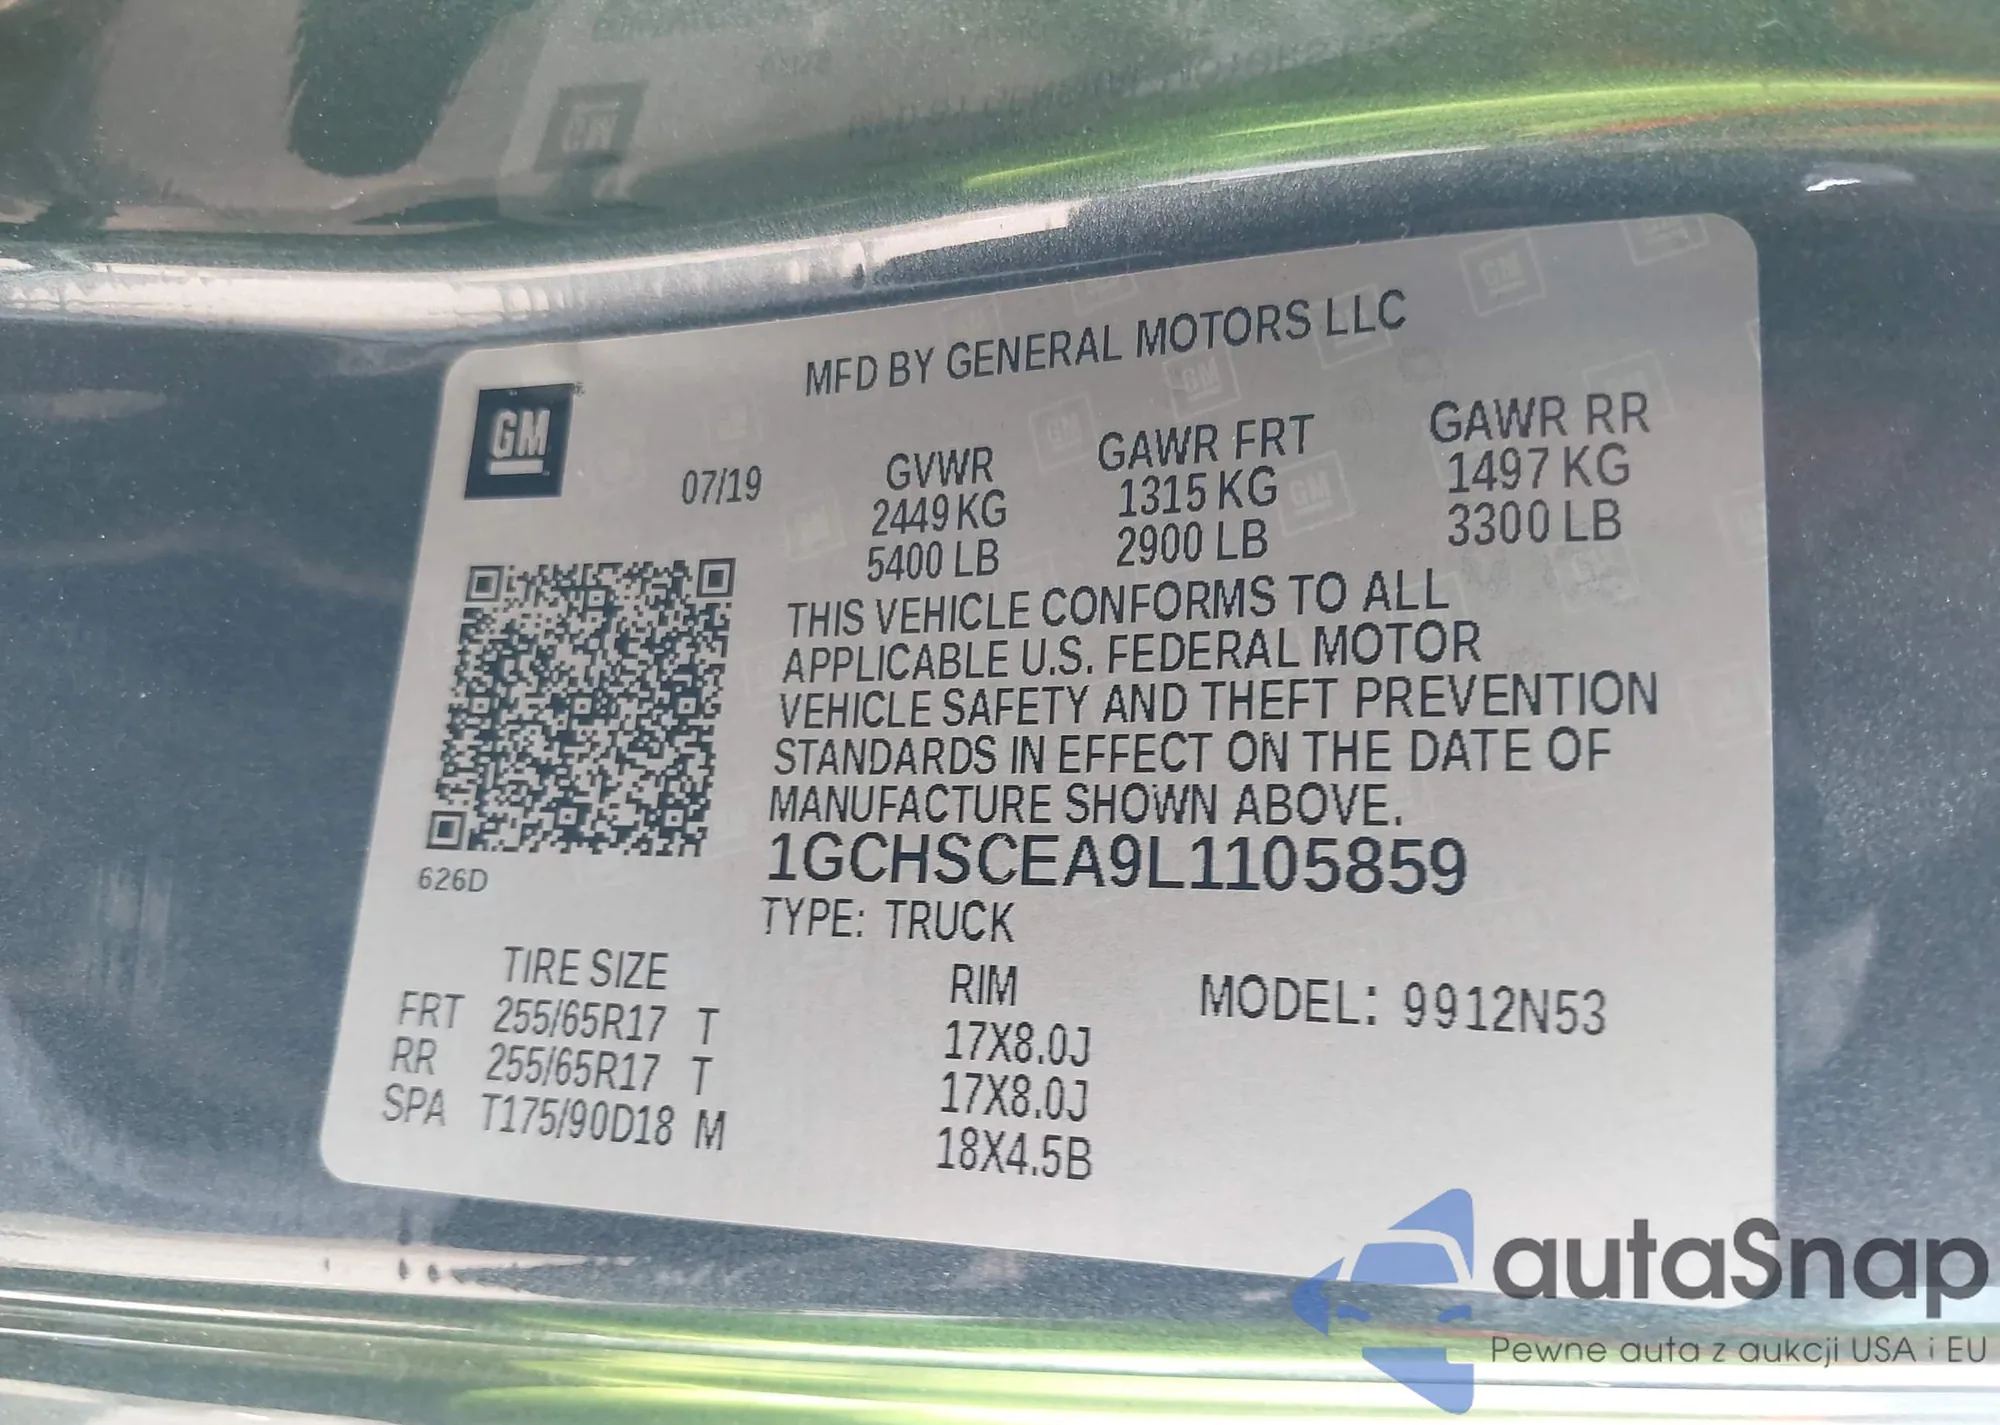 MFD BY GENERAL MOTORS LLC
GM
07/19
GVWR GAWR FRT GAWR RR
2449 KG 1315 KG 1497 KG
5400 LB 2900 LB 3300 LB
THIS VEHICLE CONFORMS TO ALL
APPLICABLE U.S. FEDERAL MOTOR
VEHICLE SAFETY AND THEFT PREVENTION
STANDARDS IN EFFECT ON THE DATE OF
MANUFACTURE SHOWN ABOVE.
1GCHSCEA9L1105859
626D
TYPE: TRUCK
TIRE SIZE RIM MODEL: 9912N53
FRT 255/65R17 T 17X8.0J
RR 255/65R17 T 17X8.0J
SPA T175/90D18 M 18X4.5B
autaSnap
Pewne auta z aukcji USA i EU